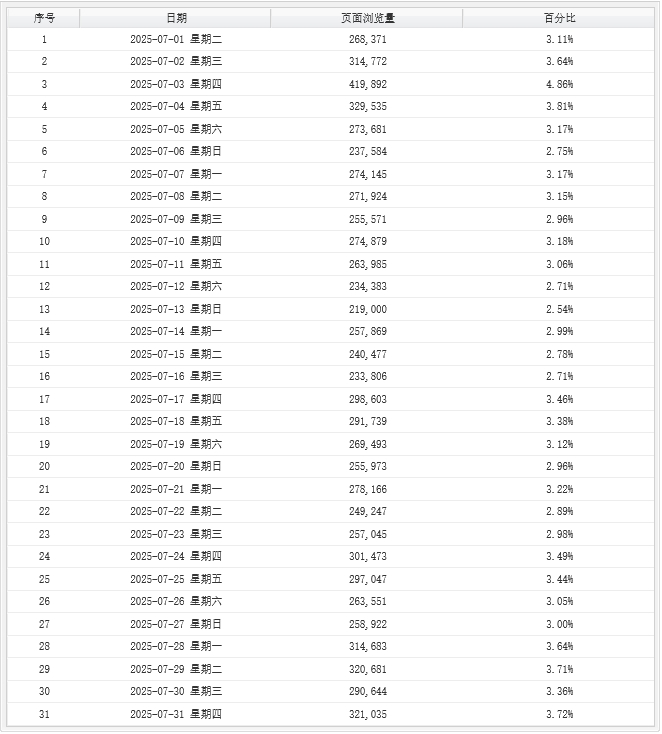 序号 日期 页面浏览量 百分比
1 2025-07-01 星期二 268,371 3.11%
2 2025-07-02 星期三 314,772 3.64%
3 2025-07-03 星期四 419,892 4.86%
4 2025-07-04 星期五 329,535 3.81%
5 2025-07-05 星期六 273,681 3.17%
6 2025-07-06 星期日 237,584 2.75%
7 2025-07-07 星期一 274,145 3.17%
8 2025-07-08 星期二 271,924 3.15%
9 2025-07-09 星期三 255,571 2.96%
10 2025-07-10 星期四 274,879 3.18%
11 2025-07-11 星期五 263,985 3.06%
12 2025-07-12 星期六 234,383 2.71%
13 2025-07-13 星期日 219,000 2.54%
14 2025-07-14 星期一 257,869 2.99%
15 2025-07-15 星期二 240,477 2.78%
16 2025-07-16 星期三 233,806 2.71%
17 2025-07-17 星期四 298,603 3.46%
18 2025-07-18 星期五 291,739 3.38%
19 2025-07-19 星期六 269,493 3.12%
20 2025-07-20 星期日 255,973 2.96%
21 2025-07-21 星期一 278,166 3.22%
22 2025-07-22 星期二 249,247 2.89%
23 2025-07-23 星期三 257,045 2.98%
24 2025-07-24 星期四 301,473 3.49%
25 2025-07-25 星期五 297,047 3.44%
26 2025-07-26 星期六 263,551 3.05%
27 2025-07-27 星期日 258,922 3.00%
28 2025-07-28 星期一 314,683 3.64%
29 2025-07-29 星期二 320,681 3.71%
30 2025-07-30 星期三 290,644 3.36%
31 2025-07-31 星期四 321,035 3.72%